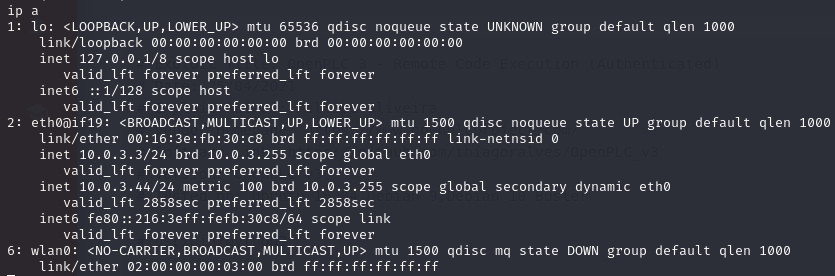 ip a
1: lo: <LOOPBACK,UP,LOWER_UP> mtu 65536 qdisc noqueue state UNKNOWN group default qlen 1000
    link/loopback 00:00:00:00:00:00 brd 00:00:00:00:00:00
    inet 127.0.0.1/8 scope host lo
       valid_lft forever preferred_lft forever
    inet6 ::1/128 scope host
       valid_lft forever preferred_lft forever
2: eth0@if19: <BROADCAST,MULTICAST,UP,LOWER_UP> mtu 1500 qdisc noqueue state UP group default qlen 1000
    link/ether 00:16:3e:fb:30:c8 brd ff:ff:ff:ff:ff:ff link-netnsid 0
    inet 10.0.3.3/24 brd 10.0.3.255 scope global eth0
       valid_lft forever preferred_lft forever
    inet 10.0.3.44/24 metric 100 brd 10.0.3.255 scope global secondary dynamic eth0
       valid_lft 2858sec preferred_lft 2858sec
    inet6 fe80::216:3eff:fefb:30c8/64 scope link
       valid_lft forever preferred_lft forever
6: wlan0: <NO-CARRIER,BROADCAST,MULTICAST,UP> mtu 1500 qdisc mq state DOWN group default qlen 1000
    link/ether 02:00:00:00:03:00 brd ff:ff:ff:ff:ff:ff